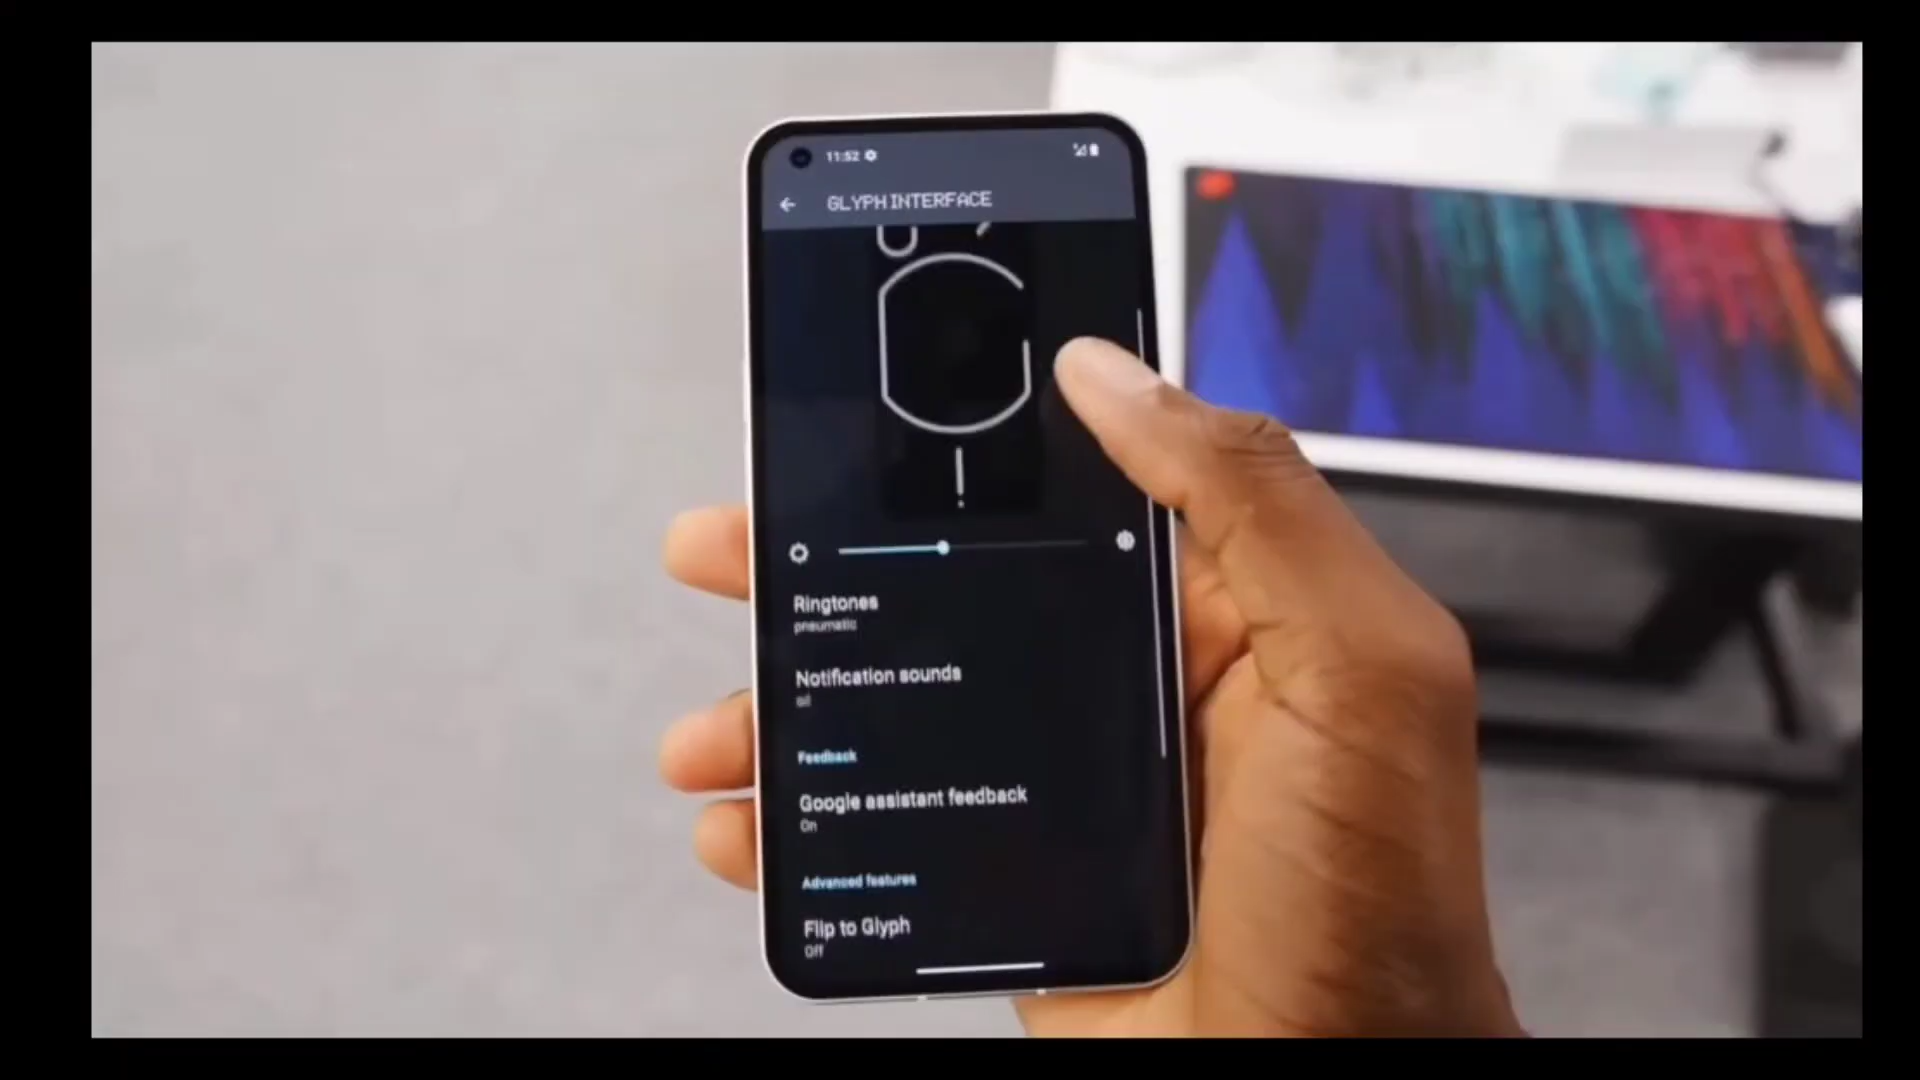 11:52
GLYPH INTERFACE
Ringtones
pneumatic
Notification sounds
oil
Feedback
Google assistant feedback
On
Advanced features
Flip to Glyph
Off